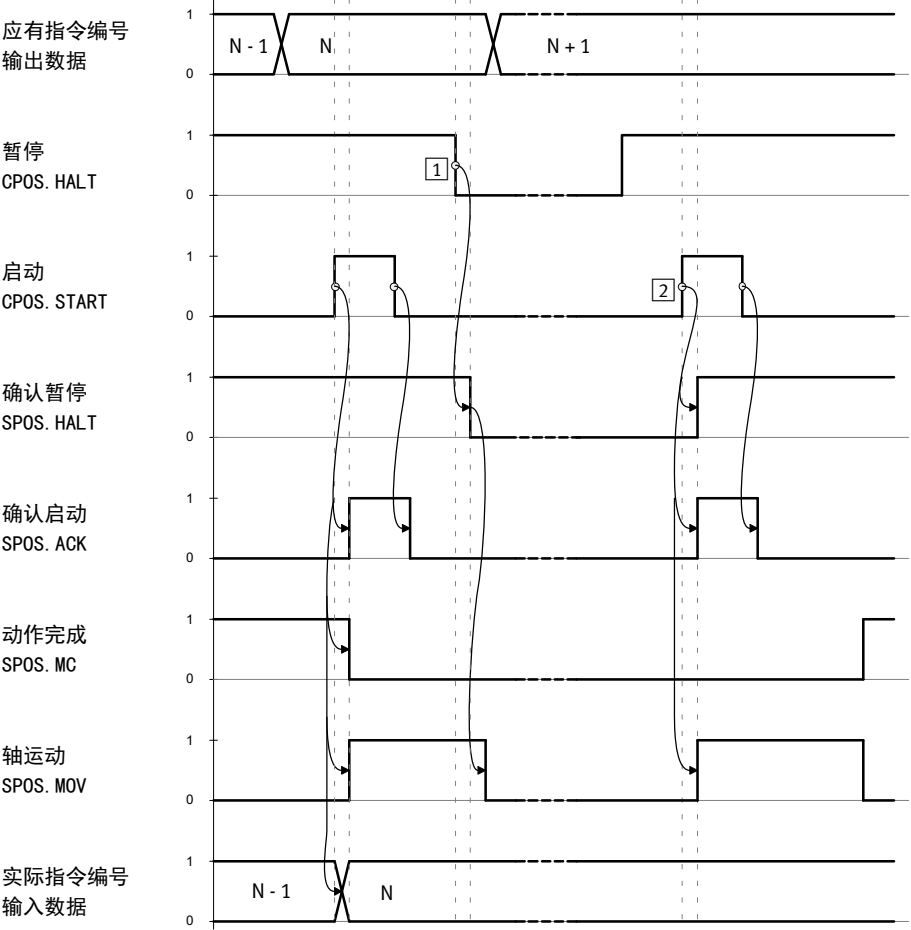 应有指令编号
输出数据
1
0
N - 1
N
N + 1
暂停
CPOS.HALT
1
0
1
启动
CPOS.START
1
0
2
确认暂停
SPOS.HALT
1
0
确认启动
SPOS.ACK
1
0
动作完成
SPOS.MC
1
0
轴运动
SPOS.MOV
1
0
实际指令编号
输入数据
1
0
N - 1
N